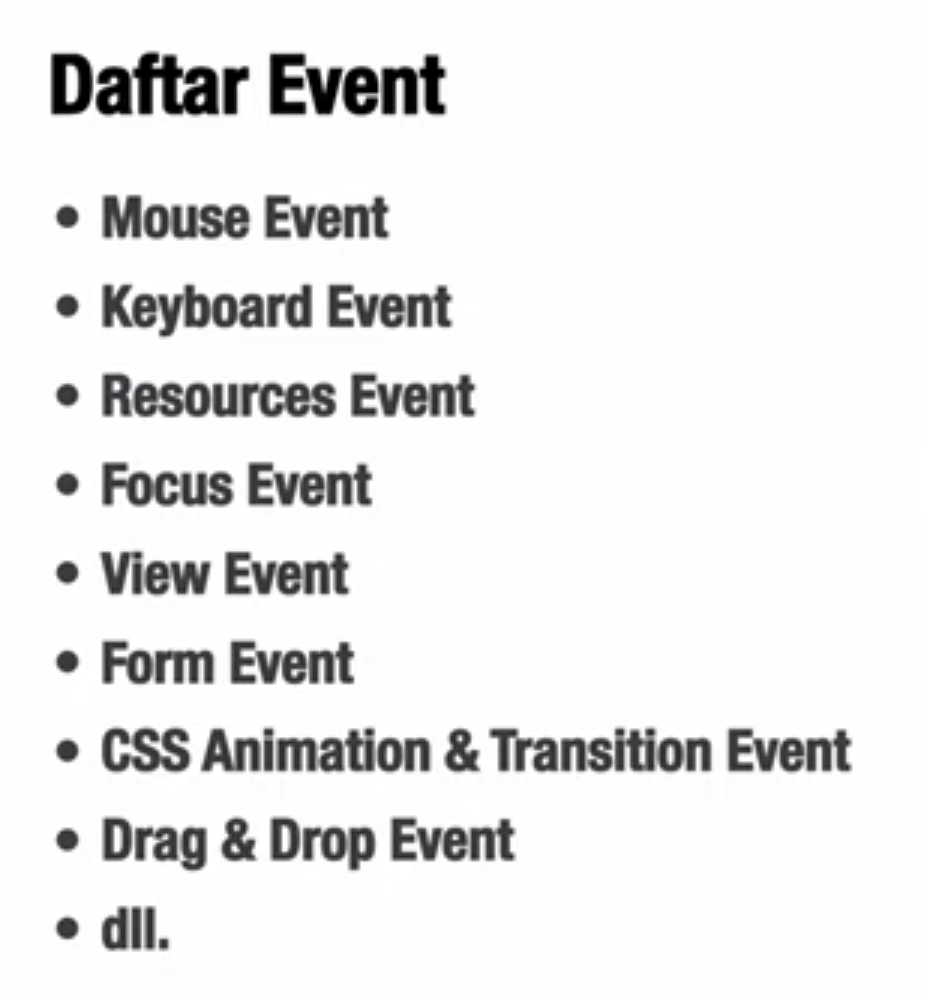 Daftar Event
• Mouse Event
• Keyboard Event
• Resources Event
• Focus Event
• View Event
• Form Event
• CSS Animation & Transition Event
• Drag & Drop Event
• dll.